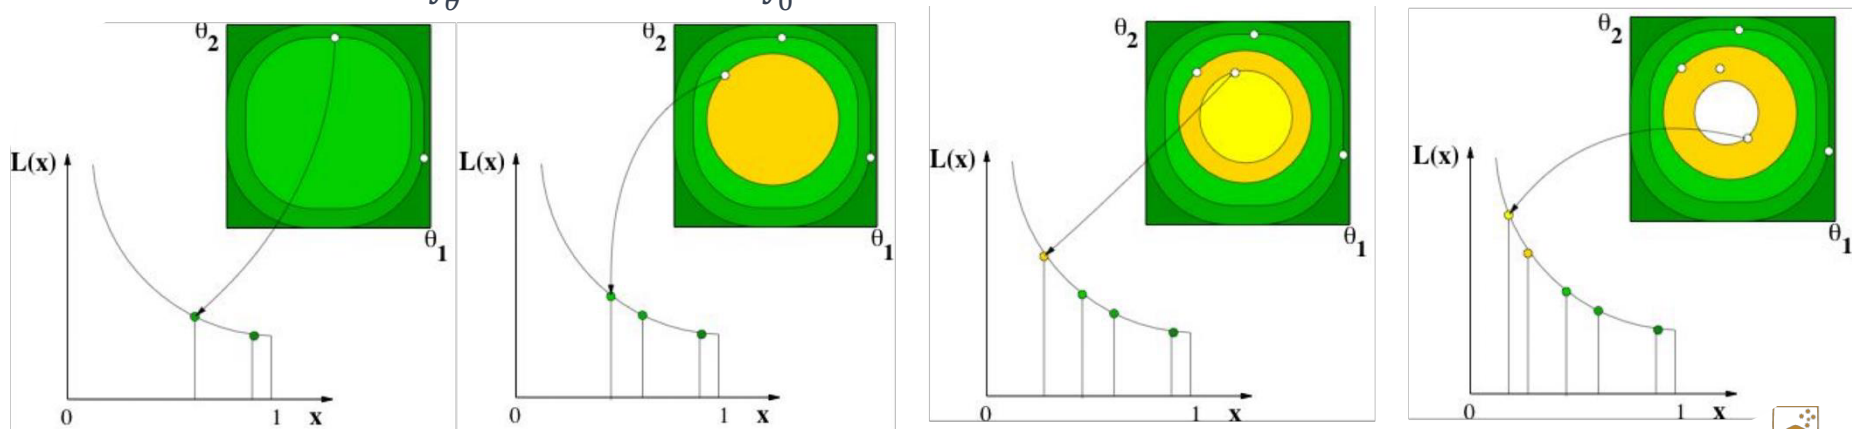 θ θ
θ2 θ2 θ2 θ2
θ1 θ1 θ1 θ1
L(x) L(x) L(x) L(x)
0 1 x 0 1 x 0 1 x 0 1 x